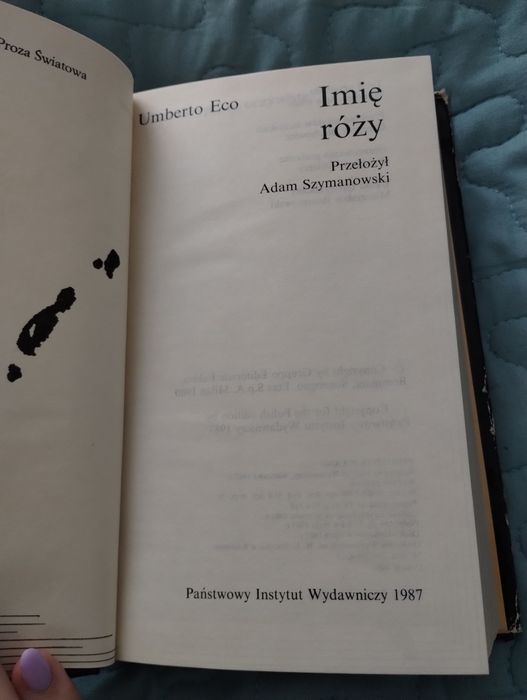 Proza Światowa
Umberto Eco
Imię
róży
Przełożył
Adam Szymanowski
Państwowy Instytut Wydawniczy 1987